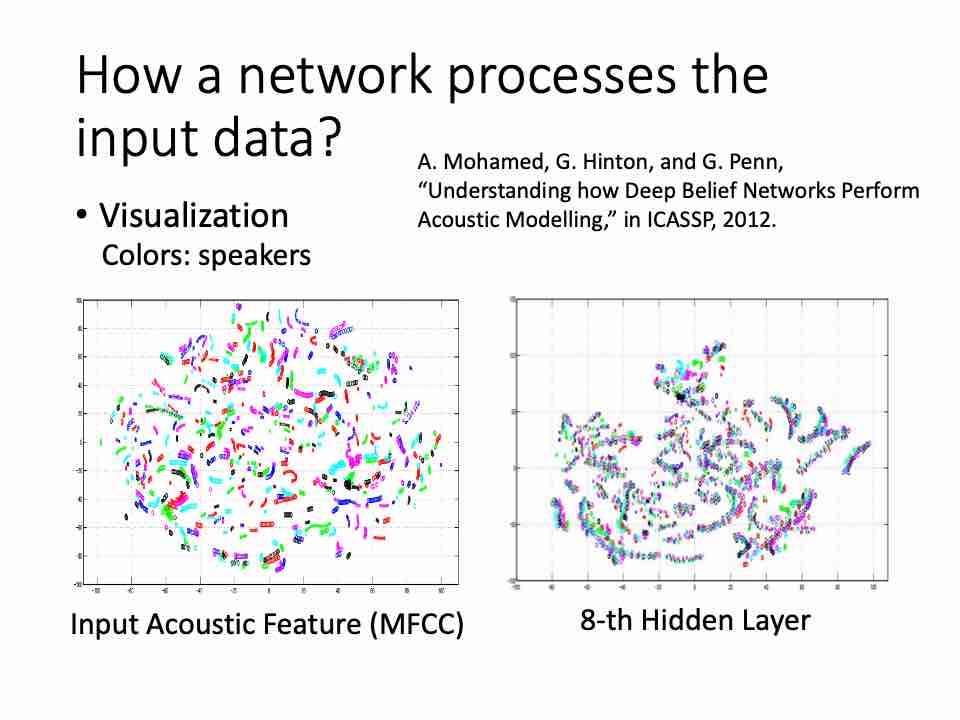 How a network processes the
input data?
A. Mohamed, G. Hinton, and G. Penn,
“Understanding how Deep Belief Networks Perform
Acoustic Modelling,” in ICASSP, 2012.
• Visualization
Colors: speakers
Input Acoustic Feature (MFCC)
8-th Hidden Layer